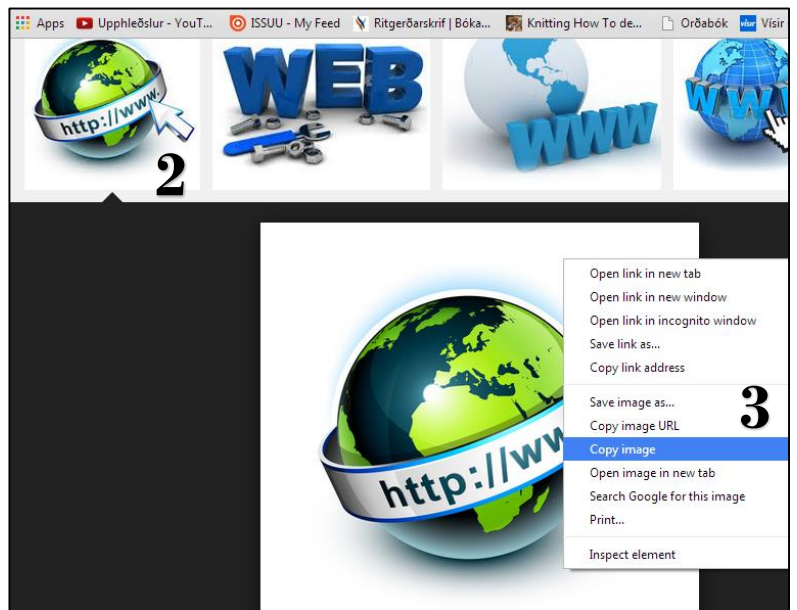 Apps Upphleðslur - YouT... ISSUU - My Feed Ritgerðarskrif | Bóka... Knitting How To de... Orðabók vísir Vísir
http://www.
WEB
WWW
WWW
2
Open link in new tab
Open link in new window
Open link in incognito window
Save link as...
Copy link address
Save image as...
3
Copy image URL
Copy image
Open image in new tab
Search Google for this image
Print...
Inspect element
http://ww